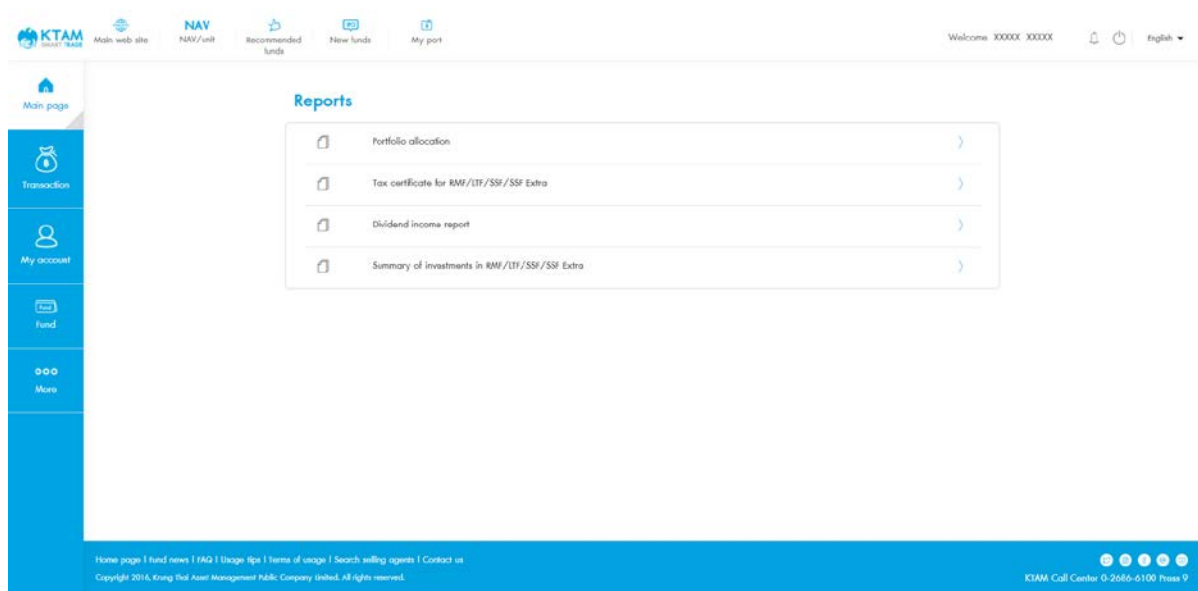 KTAM
SMART TRADE
Main web site
NAV
NAV/unit
Recommended
funds
IPO
New funds
My port
Welcome XXXXX XXXXX
English
Main page
Transaction
My account
Fund
Fund
More
Reports
Portfolio allocation
Tax certificate for RMF/LTF/SSF/SSF Extra
Dividend income report
Summary of investments in RMF/LTF/SSF/SSF Extra
Home page | Fund news | FAQ | Usage tips | Terms of usage | Search selling agents | Contact us
Copyright 2016, Krung Thai Asset Management Public Company Limited. All rights reserved.
KTAM Call Center 0-2686-6100 Press 9